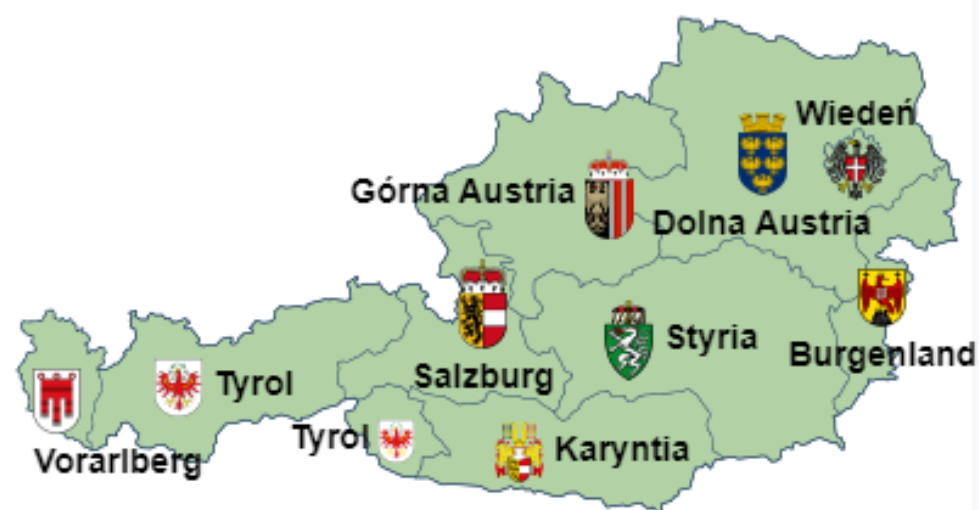 Wiedeń
Górna Austria
Dolna Austria
Styria
Burgenland
Salzburg
Tyrol
Tyrol
Karyntia
Vorarlberg